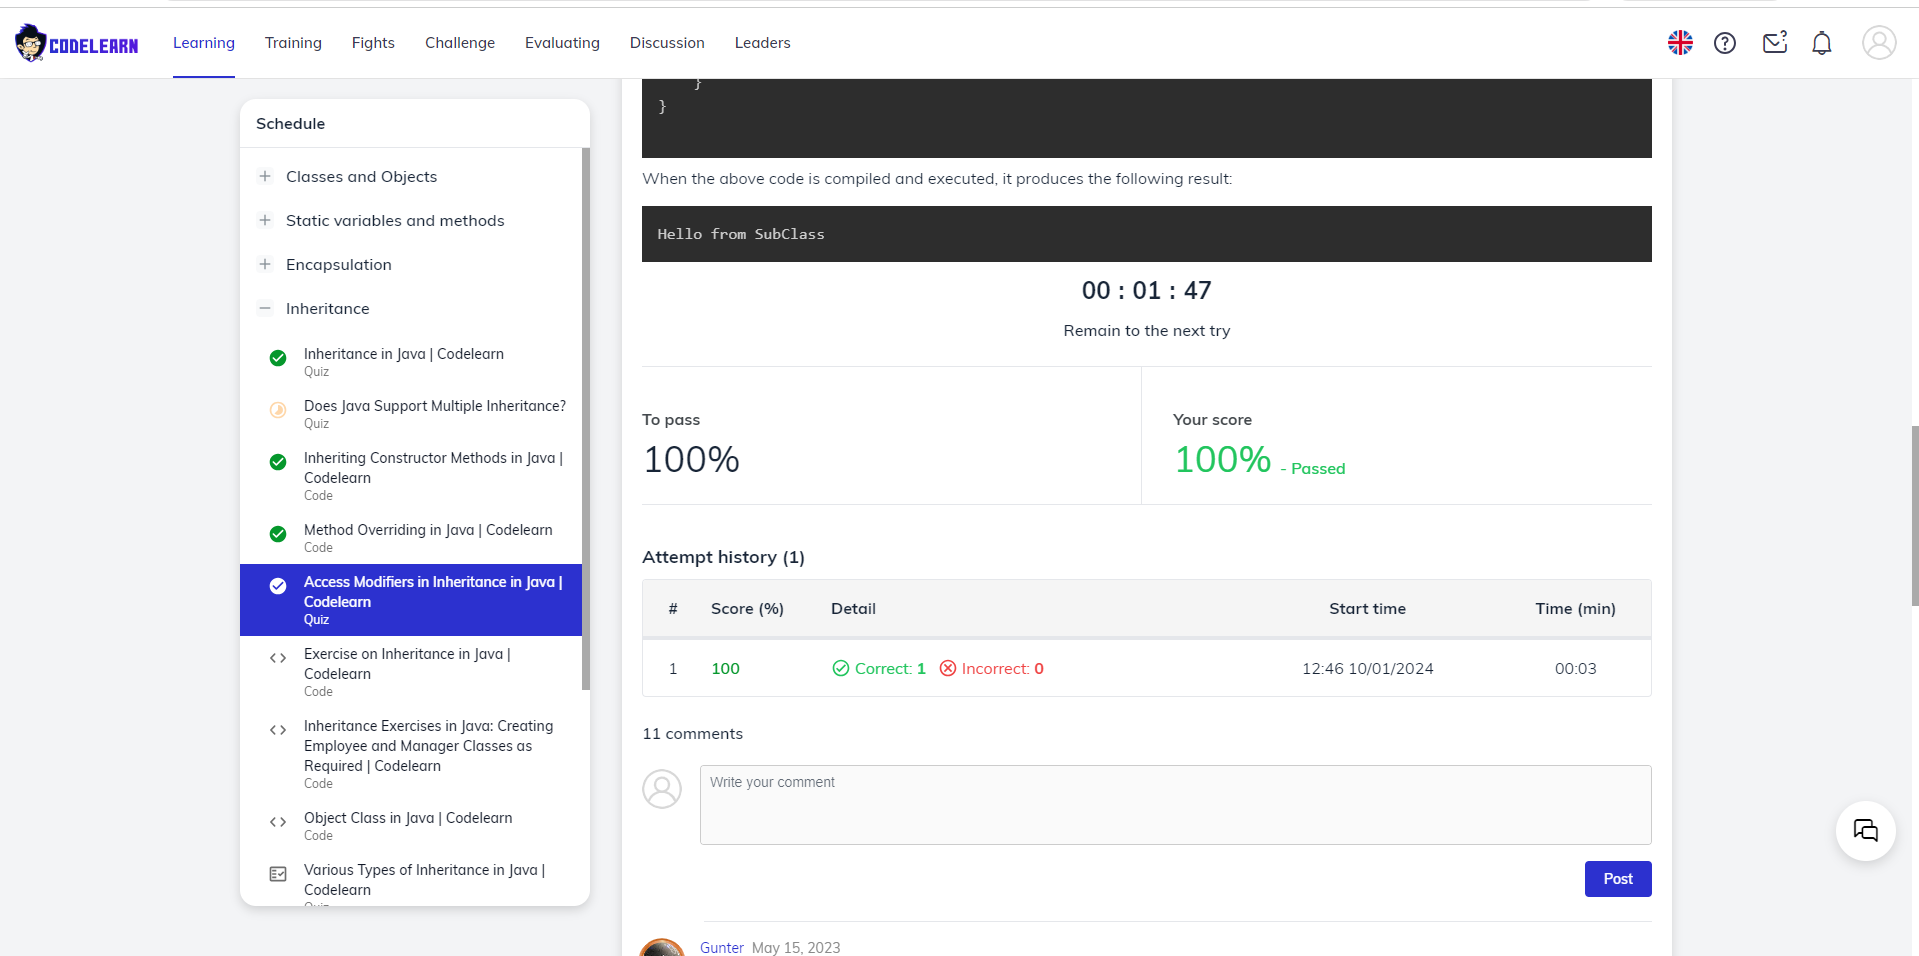 CODELEARN
Learning Training Fights Challenge Evaluating Discussion Leaders
Schedule
Classes and Objects
Static variables and methods
Encapsulation
Inheritance
Inheritance in Java | Codelearn
Quiz
Does Java Support Multiple Inheritance?
Quiz
Inheriting Constructor Methods in Java |
Codelearn
Code
Method Overriding in Java | Codelearn
Code
Access Modifiers in Inheritance in Java |
Codelearn
Quiz
Exercise on Inheritance in Java |
Codelearn
Code
Inheritance Exercises in Java: Creating
Employee and Manager Classes as
Required | Codelearn
Code
Object Class in Java | Codelearn
Code
Various Types of Inheritance in Java |
Codelearn
Quiz
}
}
When the above code is compiled and executed, it produces the following result:
Hello from SubClass
00 : 01 : 47
Remain to the next try
To pass
100%
Your score
100% - Passed
Attempt history (1)
# Score (%) Detail Start time Time (min)
1 100 Correct: 1 Incorrect: 0 12:46 10/01/2024 00:03
11 comments
Write your comment
Post
Gunter May 15, 2023